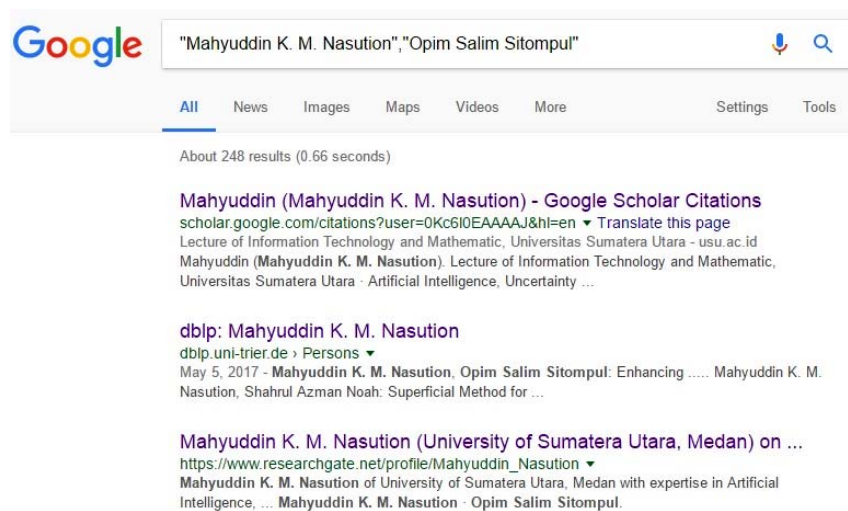 Google
"Mahyuddin K. M. Nasution","Opim Salim Sitompul"
All News Images Maps Videos More Settings Tools
About 248 results (0.66 seconds)
Mahyuddin (Mahyuddin K. M. Nasution) - Google Scholar Citations
scholar.google.com/citations?user=0Kc6I0EAAAAJ&hl=en ▾ Translate this page
Lecture of Information Technology and Mathematic, Universitas Sumatera Utara - usu.ac.id
Mahyuddin (Mahyuddin K. M. Nasution). Lecture of Information Technology and Mathematic,
Universitas Sumatera Utara · Artificial Intelligence, Uncertainty ...
dblp: Mahyuddin K. M. Nasution
dblp.uni-trier.de › Persons ▾
May 5, 2017 - Mahyuddin K. M. Nasution, Opim Salim Sitompul: Enhancing ..... Mahyuddin K. M.
Nasution, Shahrul Azman Noah: Superficial Method for ...
Mahyuddin K. M. Nasution (University of Sumatera Utara, Medan) on ...
https://www.researchgate.net/profile/Mahyuddin_Nasution ▾
Mahyuddin K. M. Nasution of University of Sumatera Utara, Medan with expertise in Artificial
Intelligence, ... Mahyuddin K. M. Nasution · Opim Salim Sitompul.